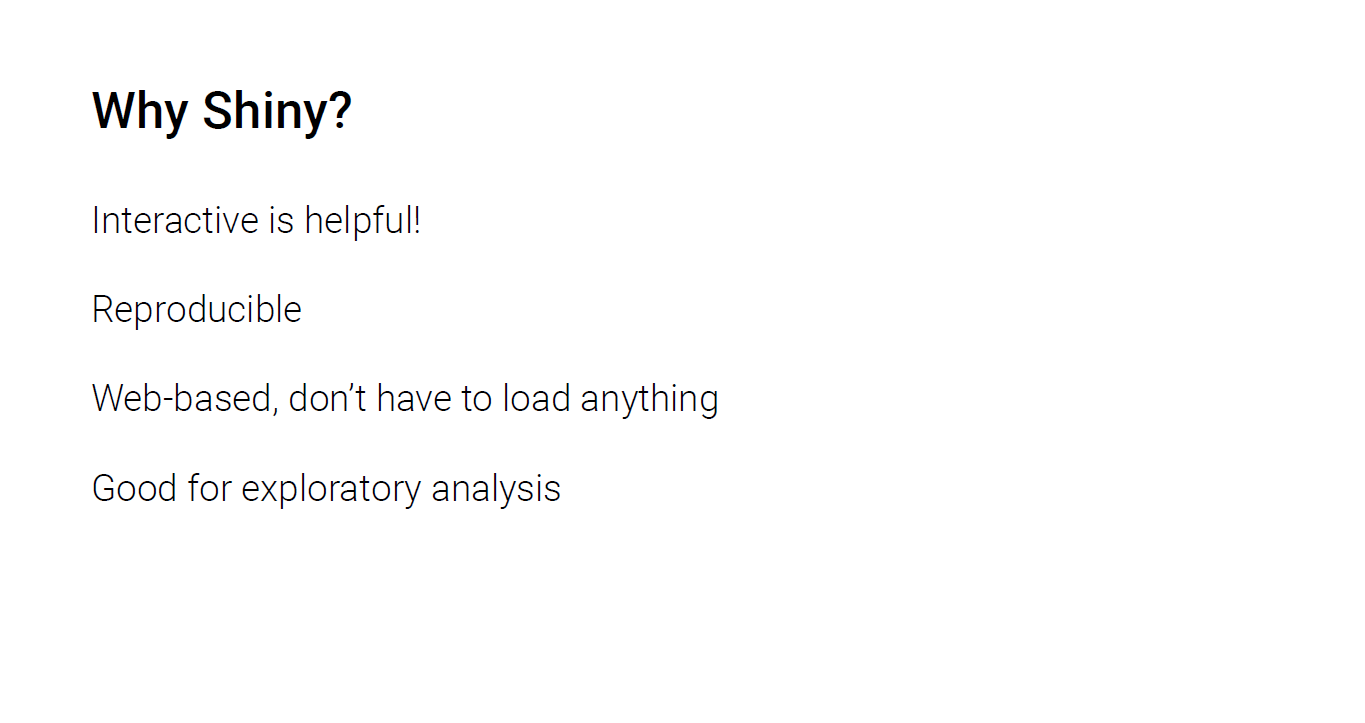 Why Shiny?
Interactive is helpful!
Reproducible
Web-based, don’t have to load anything
Good for exploratory analysis